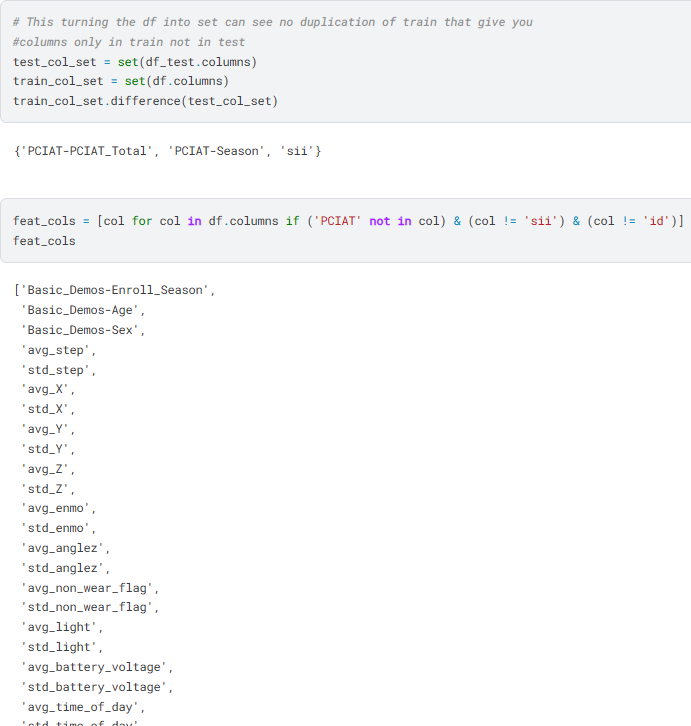 # This turning the df into set can see no duplication of train that give you
#columns only in train not in test
test_col_set = set(df_test.columns)
train_col_set = set(df.columns)
train_col_set.difference(test_col_set)
{'PCIAT-PCIAT_Total', 'PCIAT-Season', 'sii'}
feat_cols = [col for col in df.columns if ('PCIAT' not in col) & (col != 'sii') & (col != 'id')]
feat_cols
['Basic_Demos-Enroll_Season',
'Basic_Demos-Age',
'Basic_Demos-Sex',
'avg_step',
'std_step',
'avg_X',
'std_X',
'avg_Y',
'std_Y',
'avg_Z',
'std_Z',
'avg_enmo',
'std_enmo',
'avg_anglez',
'std_anglez',
'avg_non_wear_flag',
'std_non_wear_flag',
'avg_light',
'std_light',
'avg_battery_voltage',
'std_battery_voltage',
'avg_time_of_day',
'std_time_of_day',